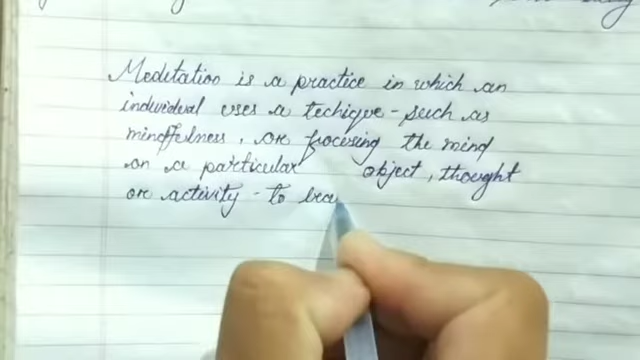 Meditation is a practice in which an
individual uses a techique - such as
mindfulness, or focusing the mind
on a particular object, thought
or activity - to tra